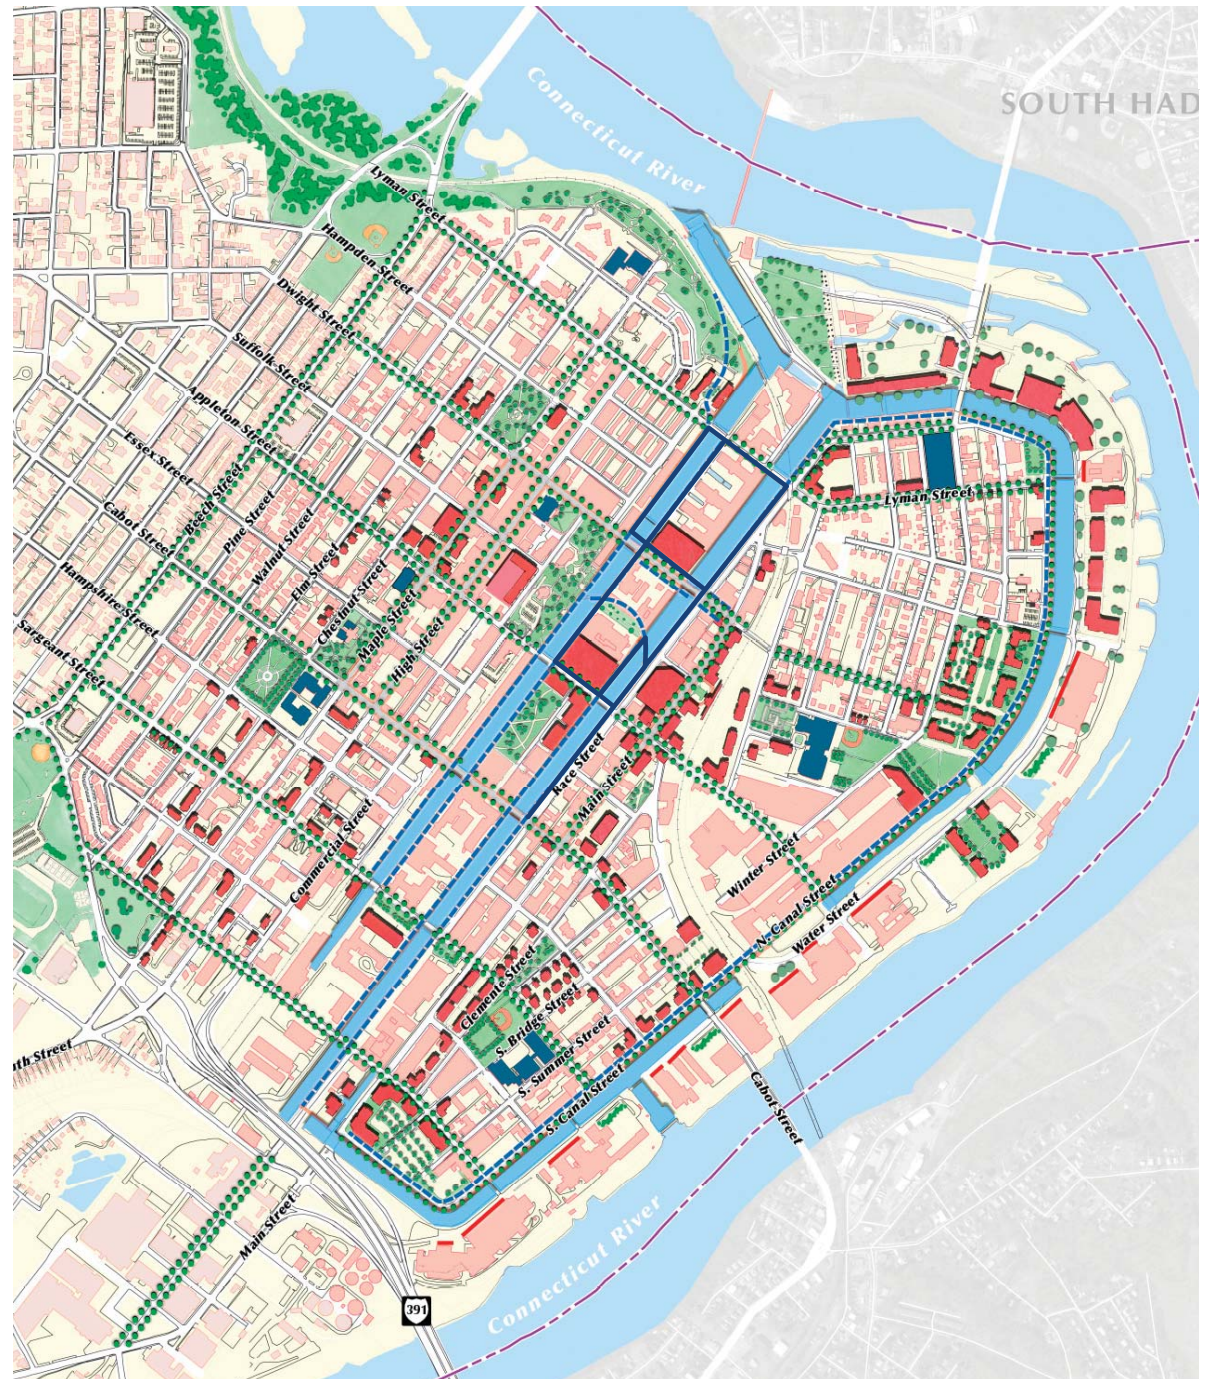 Connecticut River
SOUTH HAD
Lyman Street
Hampden Street
Dwight Street
Suffolk Street
Appleton Street
Essex Street
Cabot Street
Hampshire Street
Sargeant Street
Beech Street
Pine Street
Walnut Street
Elm Street
Chestnut Street
Maple Street
High Street
Lyman Street
Race Street
Main street
Commercial Street
Winter Street
N. Canal Street
Water Street
Clemente Street
S. Bridge Street
S. Summer Street
S. Canal Street
Cabot Street
uth Street
Main Street
391
Connecticut River